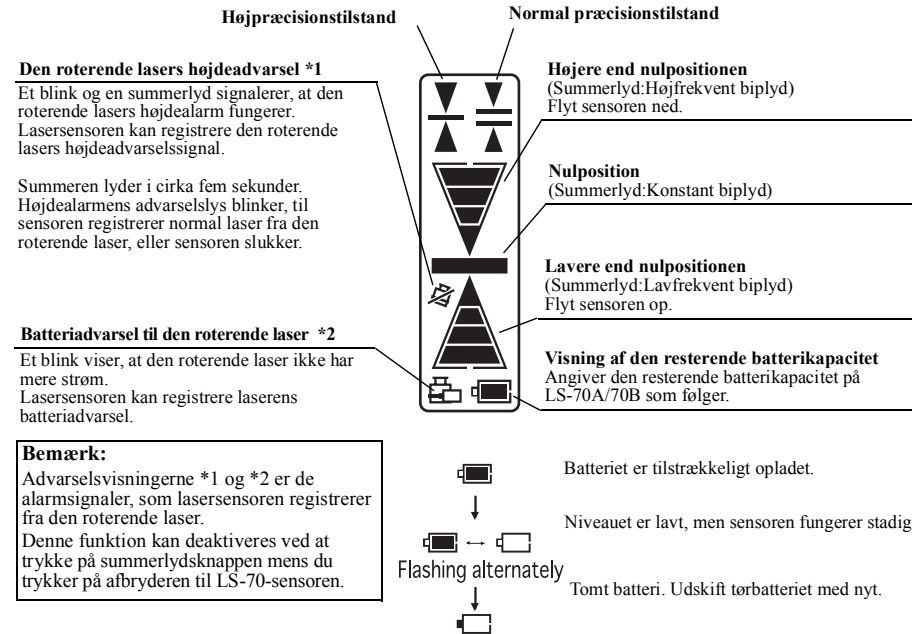 Højpræcisionstilstand
Normal præcisionstilstand
Den roterende lasers højdeadvarsel *1
Et blink og en summerlyd signalerer, at den
roterende lasers højdealarm fungerer.
Lasersensoren kan registrere den roterende
lasers højdeadvarselssignal.
Summeren lyder i cirka fem sekunder.
Højdealarmens advarselslys blinker, til
sensoren registrerer normal laser fra den
roterende laser, eller sensoren slukker.
Batteriadvarsel til den roterende laser *2
Et blink viser, at den roterende laser ikke har
mere strøm.
Lasersensoren kan registrere laserens
batteriadvarsel.
Bemærk:
Advarselsvisningerne *1 og *2 er de
alarmsignaler, som lasersensoren registrerer
fra den roterende laser.
Denne funktion kan deaktiveres ved at
trykke på summerlydsknappen mens du
trykker på afbryderen til LS-70-sensoren.
Højere end nulpositionen
(Summerlyd:Højfrekvent biplyd)
Flyt sensoren ned.
Nulposition
(Summerlyd:Konstant biplyd)
Lavere end nulpositionen
(Summerlyd:Lavfrekvent biplyd)
Flyt sensoren op.
Visning af den resterende batterikapacitet
Angiver den resterende batterikapacitet på
LS-70A/70B som følger.
Batteriet er tilstrækkeligt opladet.
Niveauet er lavt, men sensoren fungerer stadig
Flashing alternately
Tomt batteri. Udskift tørbatteriet med nyt.